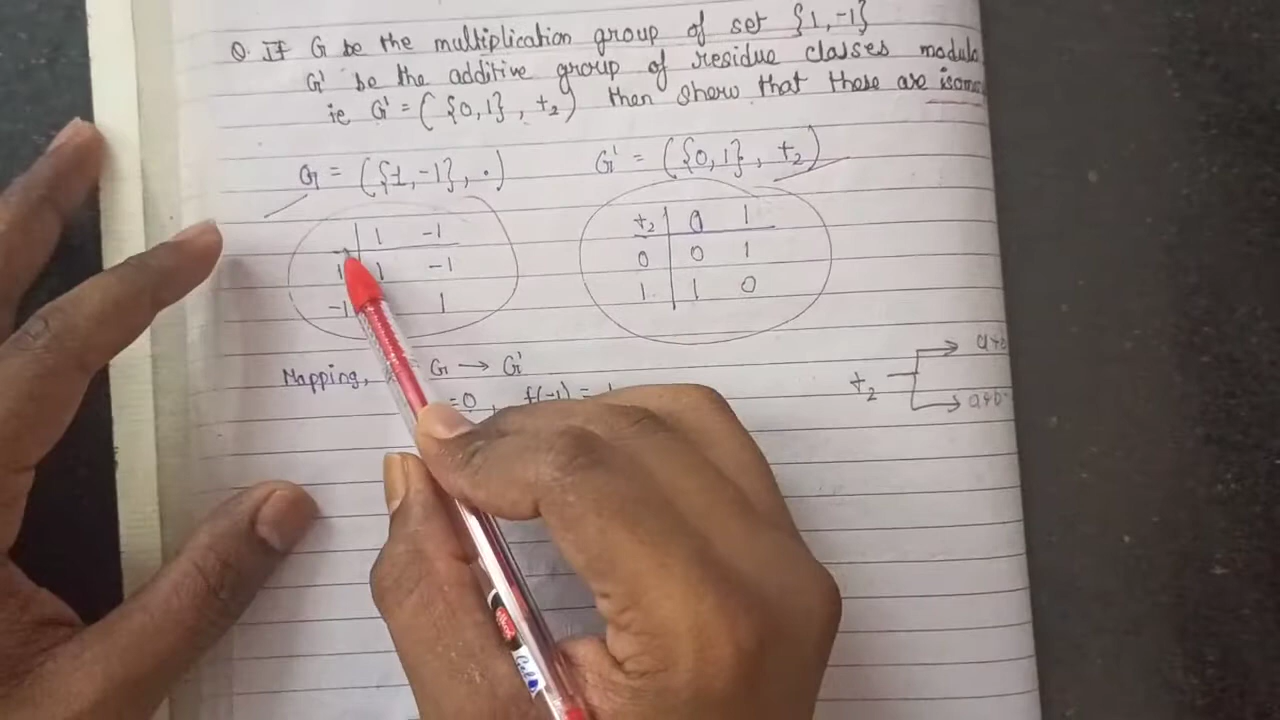 Q. If G be the multiplication group of set {1, -1}
G' be the additive group of residue classes modulo
ie G' = ( {0, 1} , +₂ ) then show that these are
G = ({1, -1} , .) G' = ({0, 1} , +₂)
1 -1
1 1 -1
-1 1
+₂ 0 1
0 0 1
1 1 0
Mapping, G → G'
=0 , f(-1) =
+₂